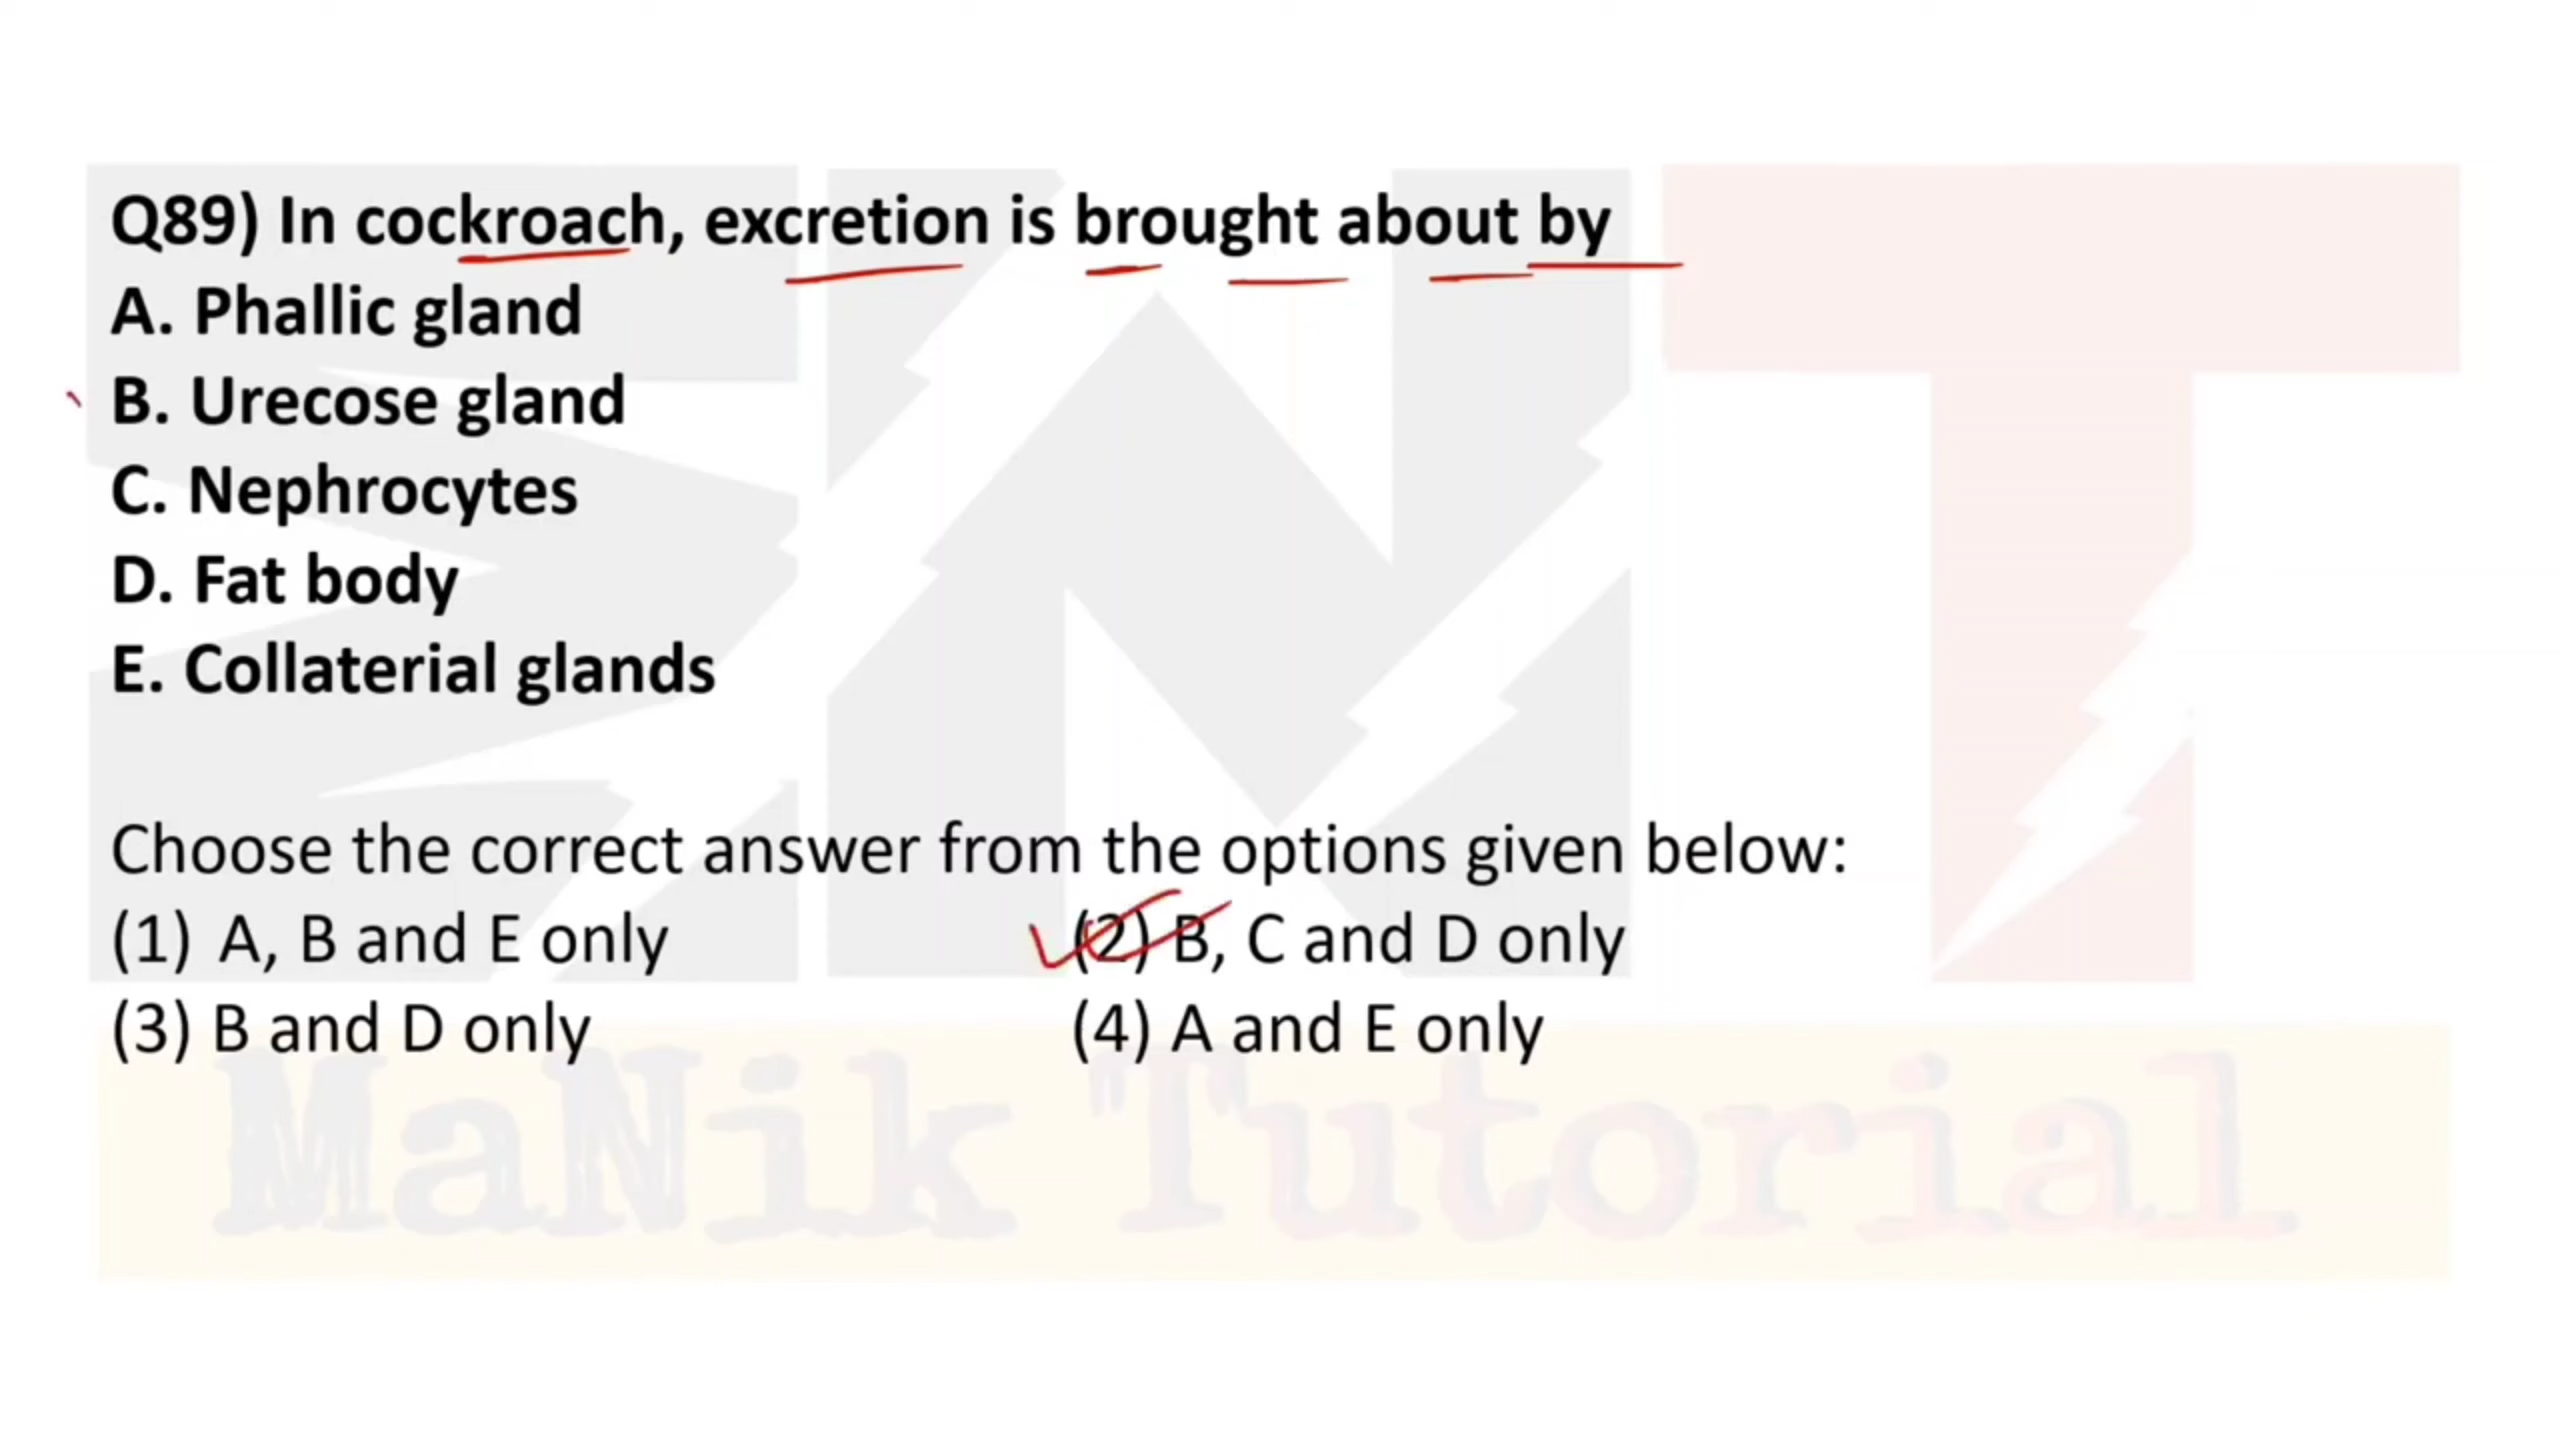 Q89) In cockroach, excretion is brought about by
A. Phallic gland
B. Urecose gland
C. Nephrocytes
D. Fat body
E. Collaterial glands
Choose the correct answer from the options given below:
(1) A, B and E only (2) B, C and D only
(3) B and D only (4) A and E only
MaNik Tutorial